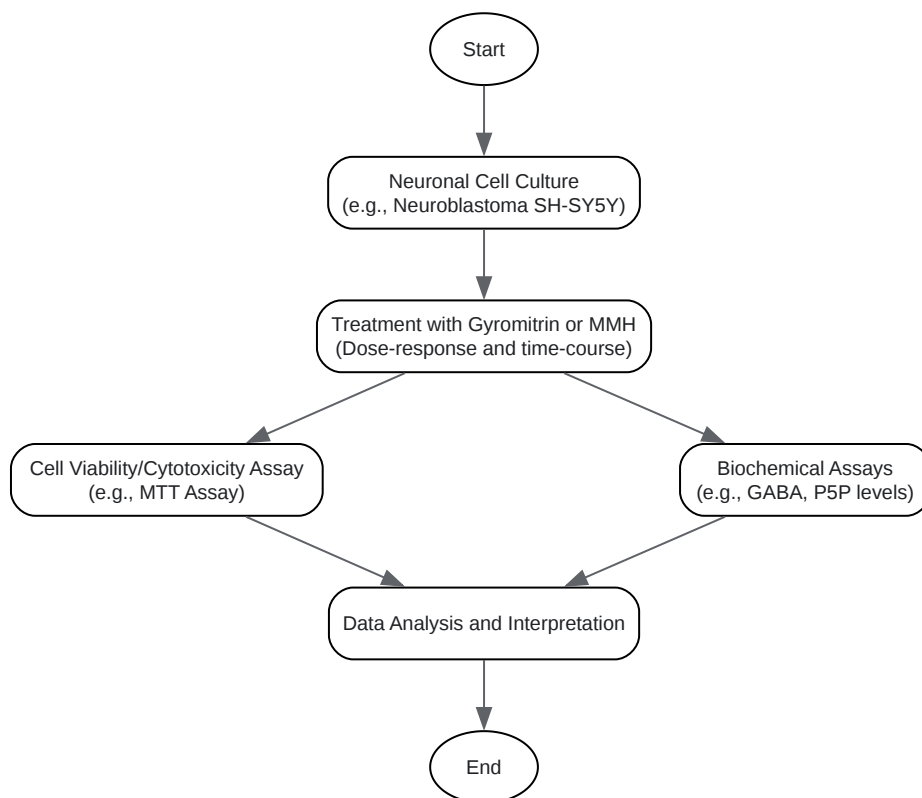 Start
Neuronal Cell Culture
(e.g., Neuroblastoma SH-SY5Y)
Treatment with Gyromitrin or MMH
(Dose-response and time-course)
Cell Viability/Cytotoxicity Assay
(e.g., MTT Assay)
Biochemical Assays
(e.g., GABA, P5P levels)
Data Analysis and Interpretation
End